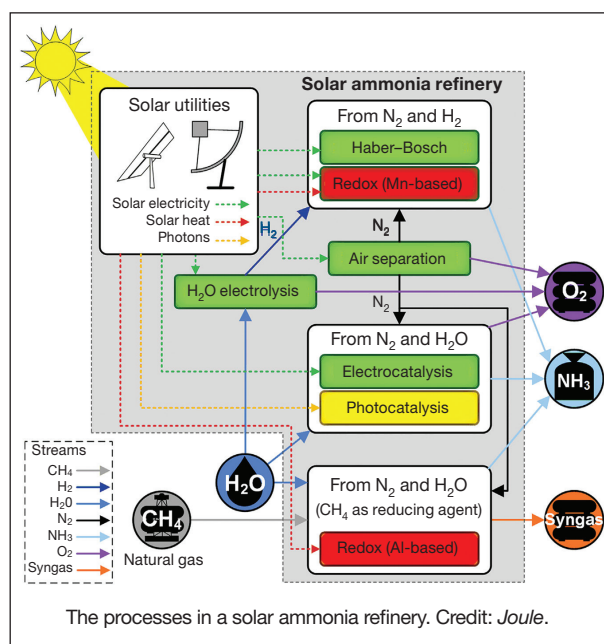 Solar ammonia refinery
Solar utilities
Solar electricity
Solar heat
Photons
From N₂ and H₂
Haber–Bosch
Redox (Mn-based)
H₂
N₂
Air separation
H₂O electrolysis
N₂
O₂
From N₂ and H₂O
Electrocatalysis
Photocatalysis
NH₃
Streams
CH₄
H₂
H₂0
N₂
NH₃
O₂
Syngas
H₂O
CH₄
Natural gas
From N₂ and H₂O
(CH₄ as reducing agent)
Redox (Al-based)
Syngas
The processes in a solar ammonia refinery. Credit: Joule.